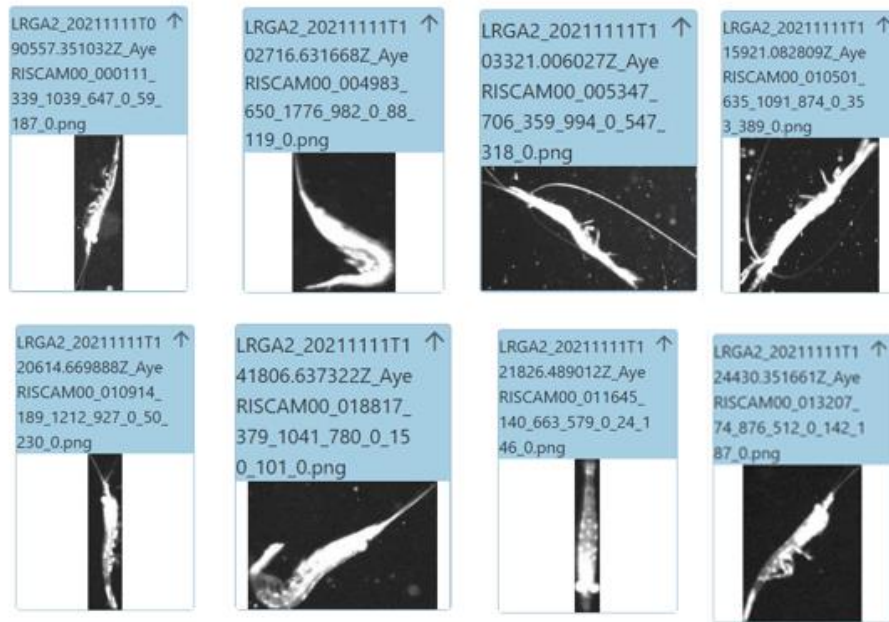 LRGA2_20211111T0
90557.351032Z_Aye
RISCAM00_000111_
339_1039_647_0_59_
187_0.png
LRGA2_20211111T1
02716.631668Z_Aye
RISCAM00_004983_
650_1776_982_0_88_
119_0.png
LRGA2_20211111T1
03321.006027Z_Aye
RISCAM00_005347_
706_359_994_0_547_
318_0.png
LRGA2_20211111T1
15921.082809Z_Aye
RISCAM00_010501_
635_1091_874_0_35
3_389_0.png
LRGA2_20211111T1
20614.669888Z_Aye
RISCAM00_010914_
189_1212_927_0_50_
230_0.png
LRGA2_20211111T1
41806.637322Z_Aye
RISCAM00_018817_
379_1041_780_0_15
0_101_0.png
LRGA2_20211111T1
21826.489012Z_Aye
RISCAM00_011645_
140_663_579_0_24_1
46_0.png
LRGA2_20211111T1
24430.351661Z_Aye
RISCAM00_013207_
74_876_512_0_142_1
87_0.png